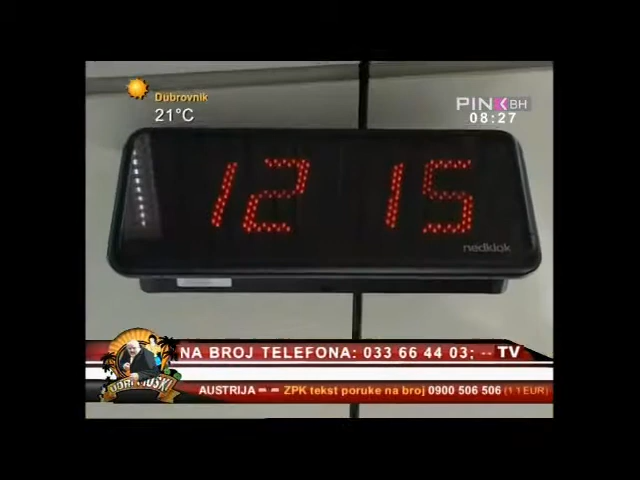 Dubrovnik
21°C
PINK BH
08:27
12 15
nedklok
NA BROJ TELEFONA: 033 66 44 03; -- TV
AUSTRIJA == ZPK tekst poruke na broj 0900 506 506 (1.1 EUR)